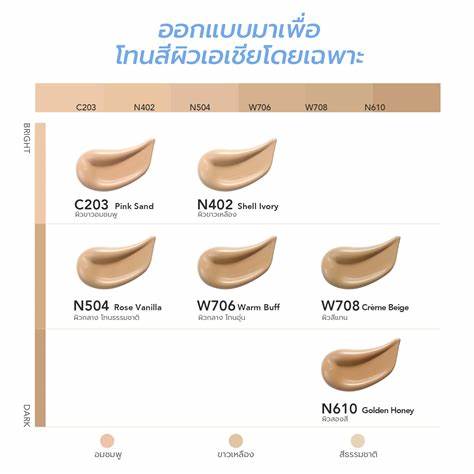 ออกแบบมาเพื่อ
โทนสีผิวเอเชียโดยเฉพาะ
C203 N402 N504 W706 W708 N610
BRIGHT
C203 Pink Sand
ผิวขาวอมชมพู
N402 Shell Ivory
ผิวขาวเหลือง
N504 Rose Vanilla
ผิวกลาง โทนธรรมชาติ
W706 Warm Buff
ผิวกลาง โทนอุ่น
W708 Crème Beige
ผิวสีแทน
N610 Golden Honey
ผิวสองสี
DARK
อมชมพู ขาวเหลือง สีธรรมชาติ